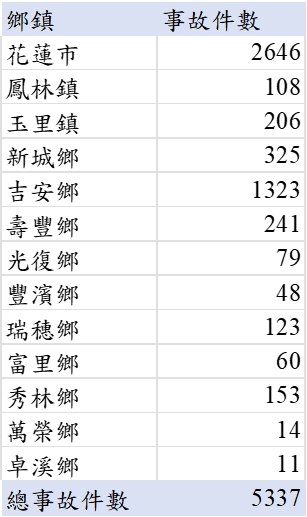 鄉鎮 事故件數
花蓮市 2646
鳳林鎮 108
玉里鎮 206
新城鄉 325
吉安鄉 1323
壽豐鄉 241
光復鄉 79
豐濱鄉 48
瑞穗鄉 123
富里鄉 60
秀林鄉 153
萬榮鄉 14
卓溪鄉 11
總事故件數 5337